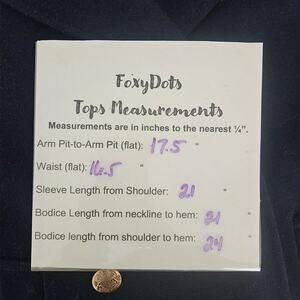 FoxyDots
Tops Measurements
Measurements are in inches to the nearest ¼".
Arm Pit-to-Arm Pit (flat): 17.5 "
Waist (flat): 16.5 "
Sleeve Length from Shoulder: 21 "
Bodice Length from neckline to hem: 21 "
Bodice length from shoulder to hem: 24 "